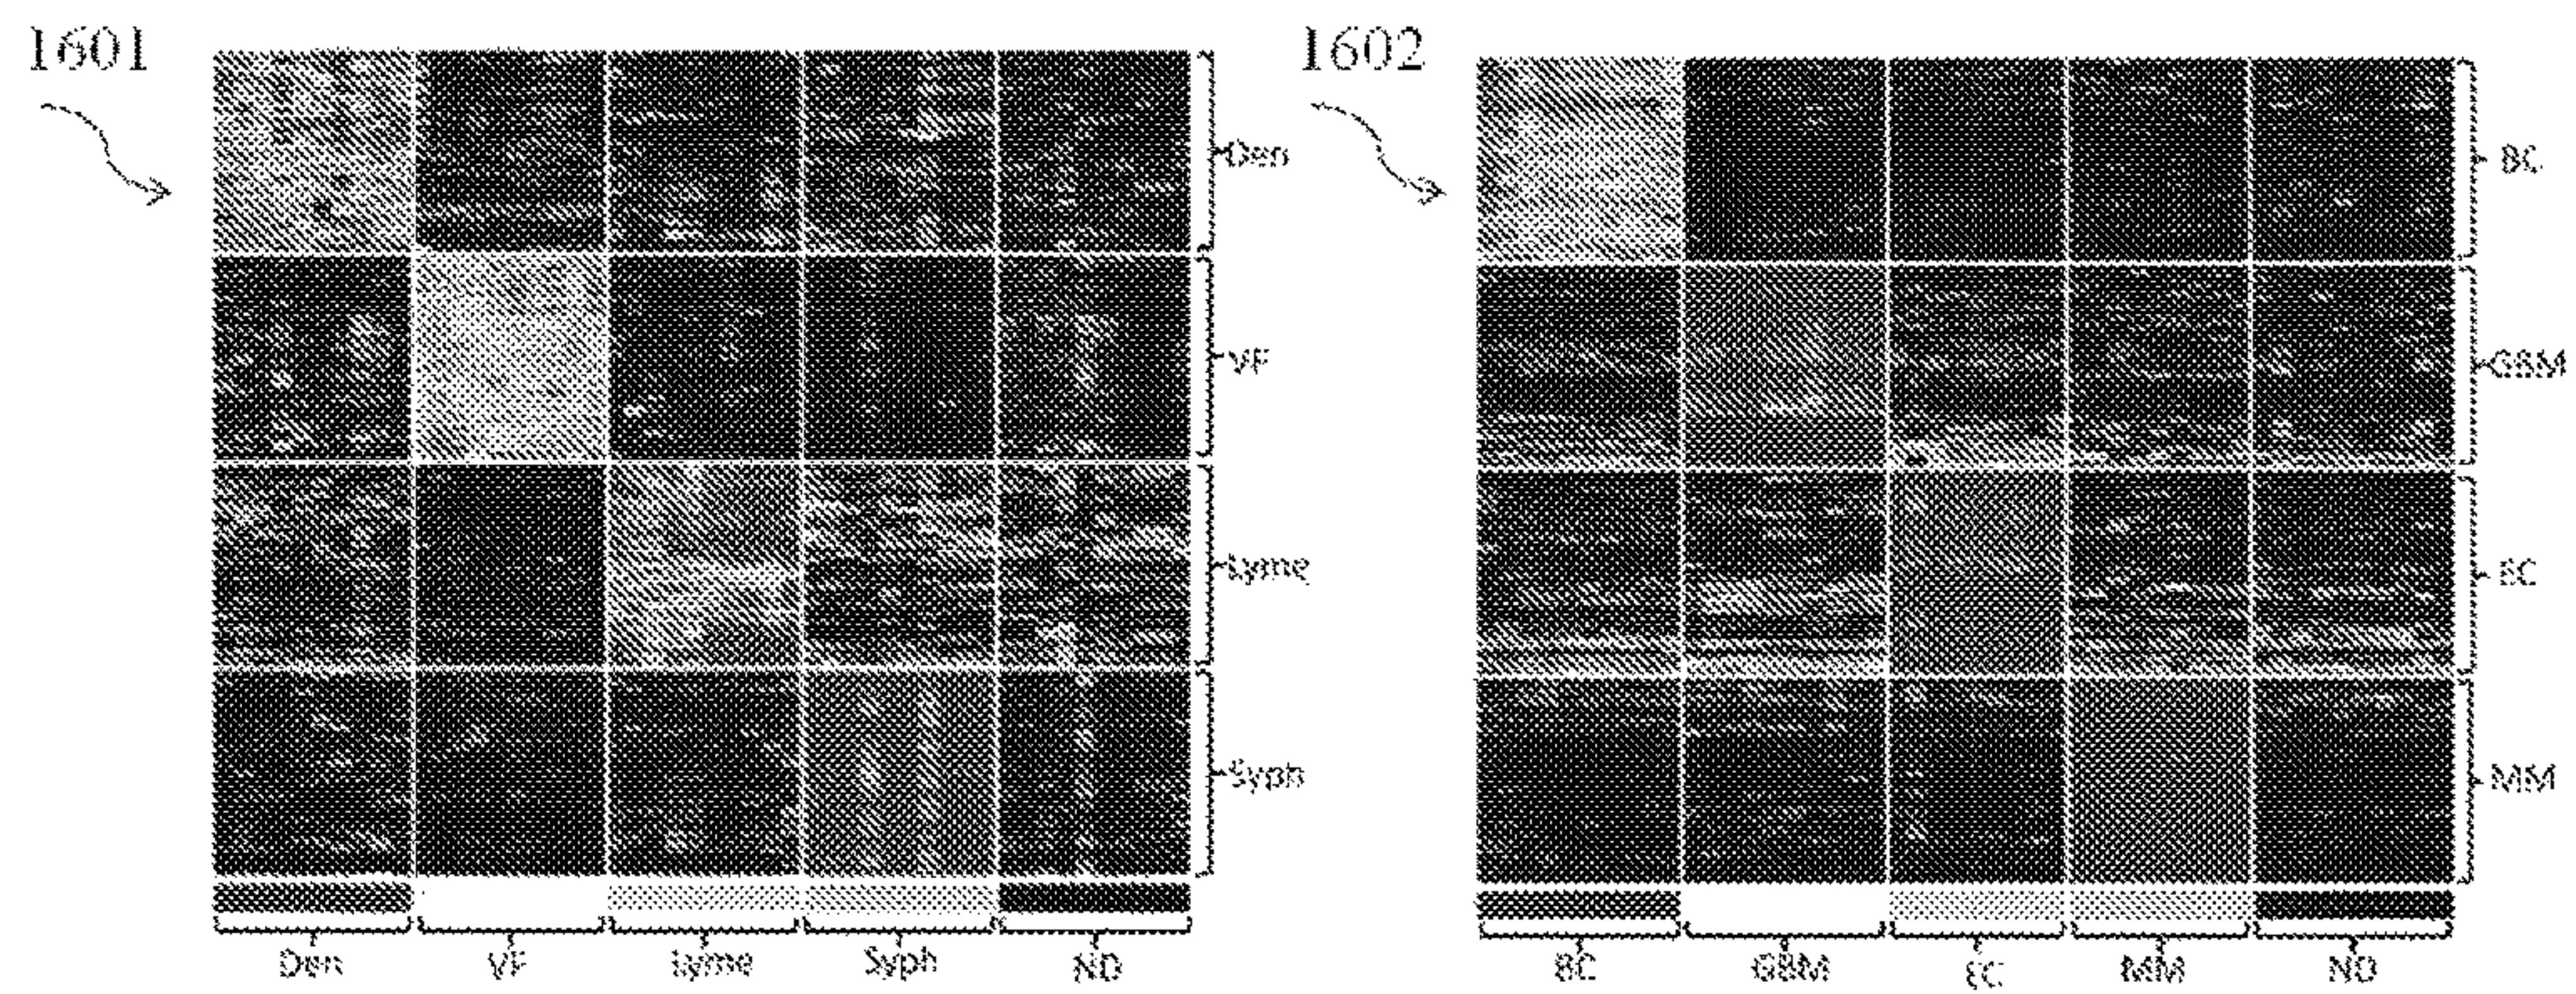 1601
Den
VF
Lyme
Syph
Den VF Lyme Syph ND
1602
BC
GBM
EC
MM
BC GBM EC MM ND